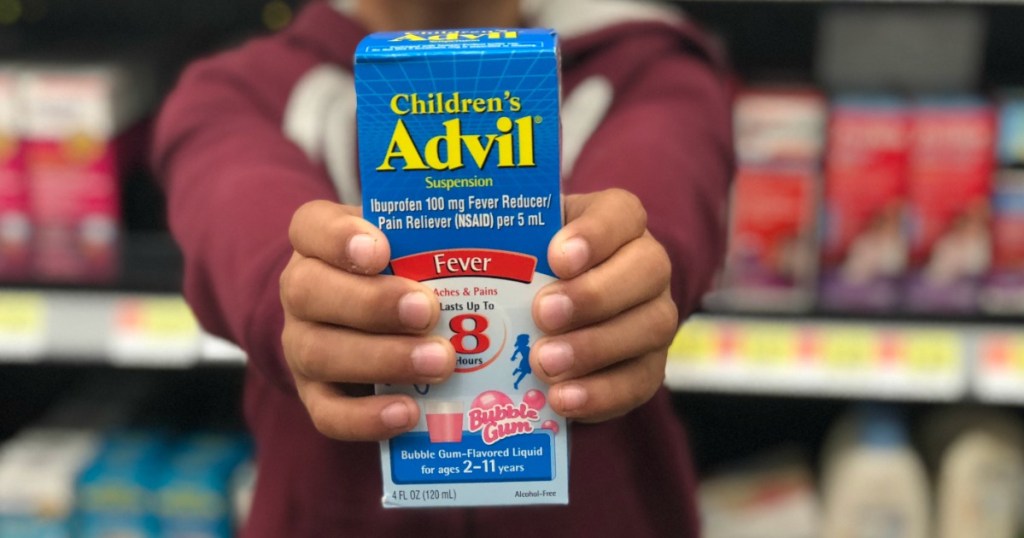 Children's
Advil
Children's
Advil®
Suspension
Ibuprofen 100 mg Fever Reducer/
Pain Reliever (NSAID) per 5 mL
Fever
Aches & Pains
Lasts Up To
8
Hours
Bubble
Gum
Bubble Gum-Flavored Liquid
for ages 2-11 years
4 FL OZ (120 mL)
Alcohol-Free